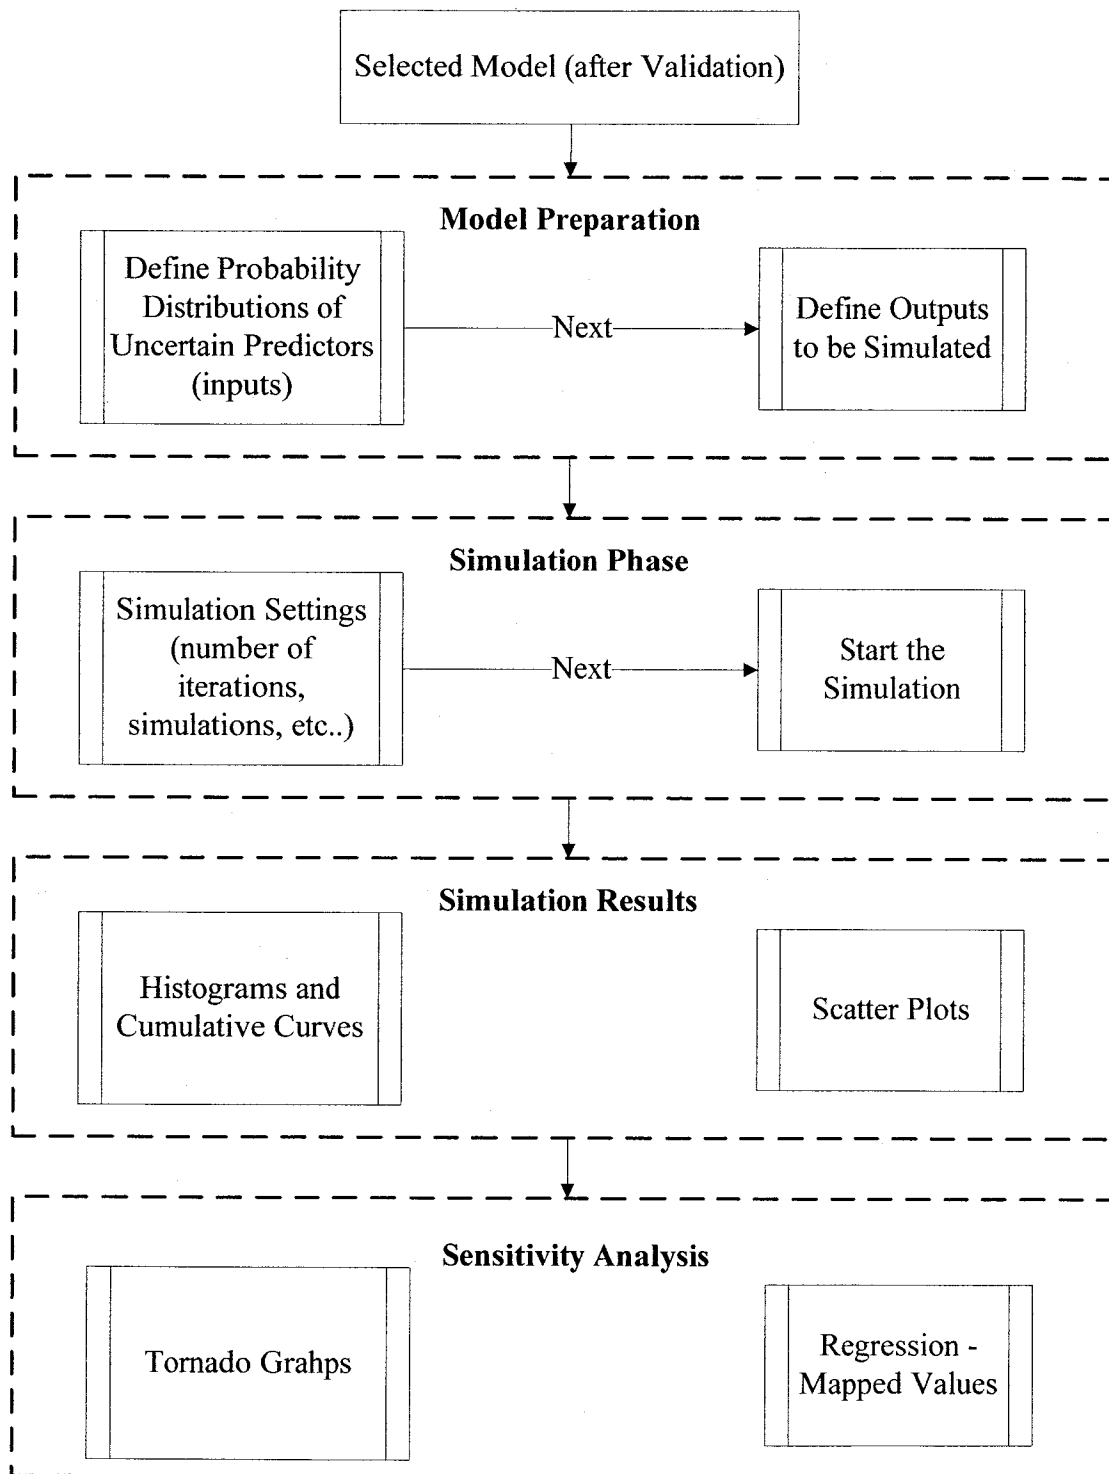 Selected Model (after Validation)
Model Preparation
Define Probability
Distributions of
Uncertain Predictors
(inputs)
Next
Define Outputs
to be Simulated
Simulation Phase
Simulation Settings
(number of
iterations,
simulations, etc..)
Next
Start the
Simulation
Simulation Results
Histograms and
Cumulative Curves
Scatter Plots
Sensitivity Analysis
Tornado Grahps
Regression -
Mapped Values